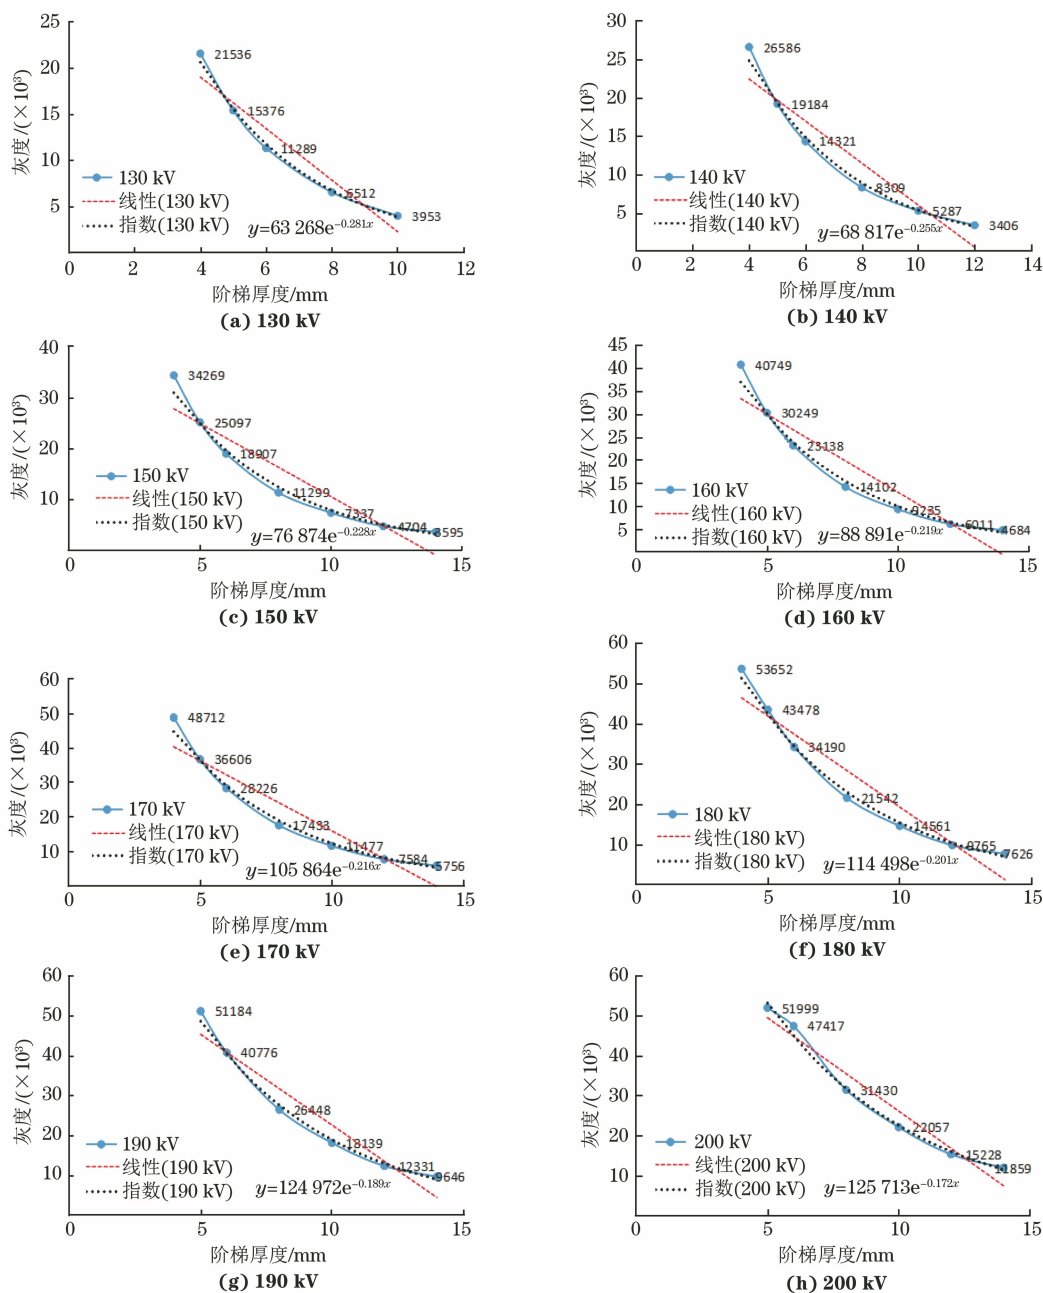 25
20
15
10
5
灰度/(×10³)
21536
15376
11289
6512
3953
130 kV
线性(130 kV)
指数(130 kV)
y=63 268e^{-0.281x}
0 2 4 6 8 10 12
阶梯厚度/mm
(a) 130 kV
30
25
20
15
10
5
0
灰度/(×10³)
26586
19184
14321
8309
5287
3406
140 kV
线性(140 kV)
指数(140 kV)
y=68 817e^{-0.255x}
0 2 4 6 8 10 12 14
阶梯厚度/mm
(b) 140 kV
40
30
20
10
灰度/(×10³)
34269
25097
18907
11299
7337
4704
3595
150 kV
线性(150 kV)
指数(150 kV)
y=76 874e^{-0.228x}
0 5 10 15
阶梯厚度/mm
(c) 150 kV
45
40
35
30
25
20
15
10
5
0
灰度/(×10³)
40749
30249
23138
14102
9235
6011
4684
160 kV
线性(160 kV)
指数(160 kV)
y=88 891e^{-0.219x}
0 5 10 15
阶梯厚度/mm
(d) 160 kV
60
50
40
30
20
10
0
灰度/(×10³)
48712
36606
28226
17433
11477
7584
5756
170 kV
线性(170 kV)
指数(170 kV)
y=105 864e^{-0.216x}
0 5 10 15
阶梯厚度/mm
(e) 170 kV
60
50
40
30
20
10
0
灰度/(×10³)
53652
43478
34190
21542
14561
9765
7626
180 kV
线性(180 kV)
指数(180 kV)
y=114 498e^{-0.201x}
0 5 10 15
阶梯厚度/mm
(f) 180 kV
60
50
40
30
20
10
灰度/(×10³)
51184
40776
26448
18139
12331
9646
190 kV
线性(190 kV)
指数(190 kV)
y=124 972e^{-0.189x}
0 5 10 15
阶梯厚度/mm
(g) 190 kV
60
50
40
30
20
10
灰度/(×10³)
51999
47417
31430
22057
15228
11859
200 kV
线性(200 kV)
指数(200 kV)
y=125 713e^{-0.172x}
0 5 10 15
阶梯厚度/mm
(h) 200 kV